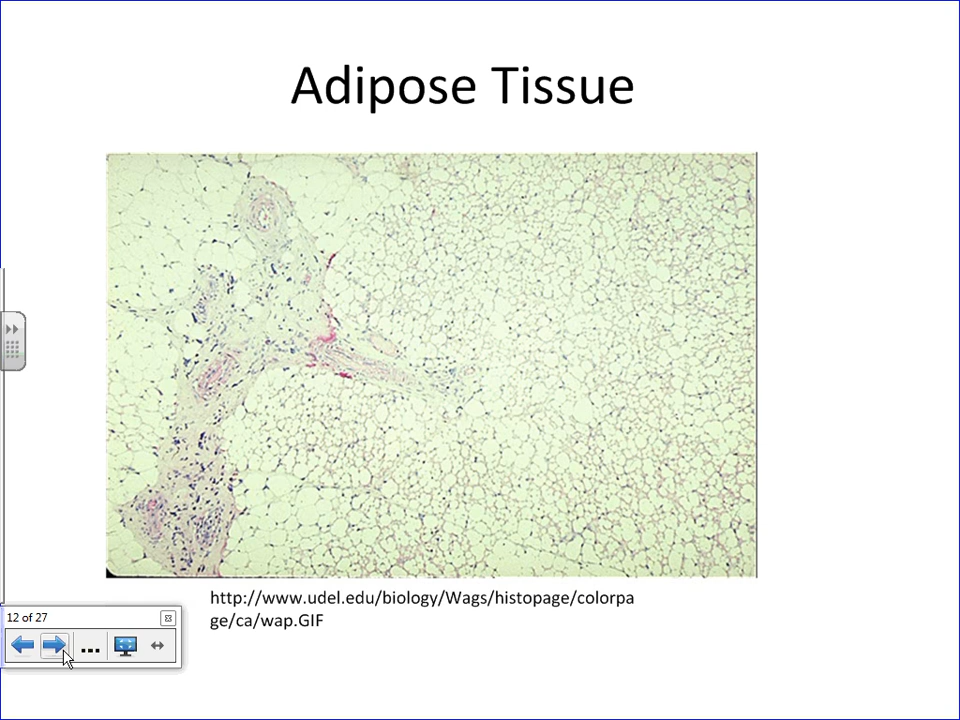 Adipose Tissue
http://www.udel.edu/biology/Wags/histopage/colorpa
ge/ca/wap.GIF
12 of 27
...